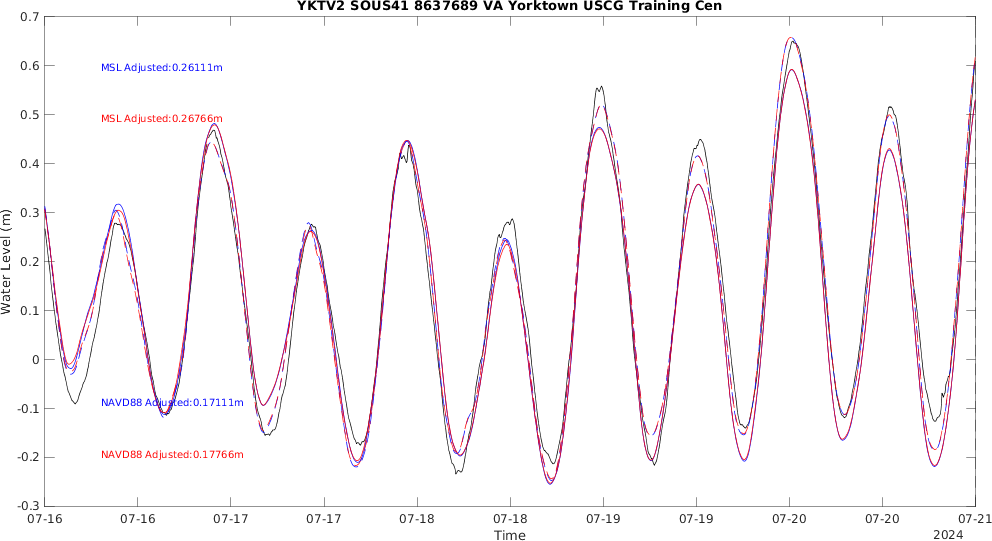 YKTV2 SOUS41 8637689 VA Yorktown USCG Training Cen
0.7
0.6
0.5
0.4
0.3
0.2
0.1
0
-0.1
-0.2
-0.3
Water Level (m)
MSL Adjusted:0.26111m
MSL Adjusted:0.26766m
NAVD88 Adjusted:0.17111m
NAVD88 Adjusted:0.17766m
07-16 07-16 07-17 07-17 07-18 07-18 07-19 07-19 07-20 07-20 07-21
Time
2024